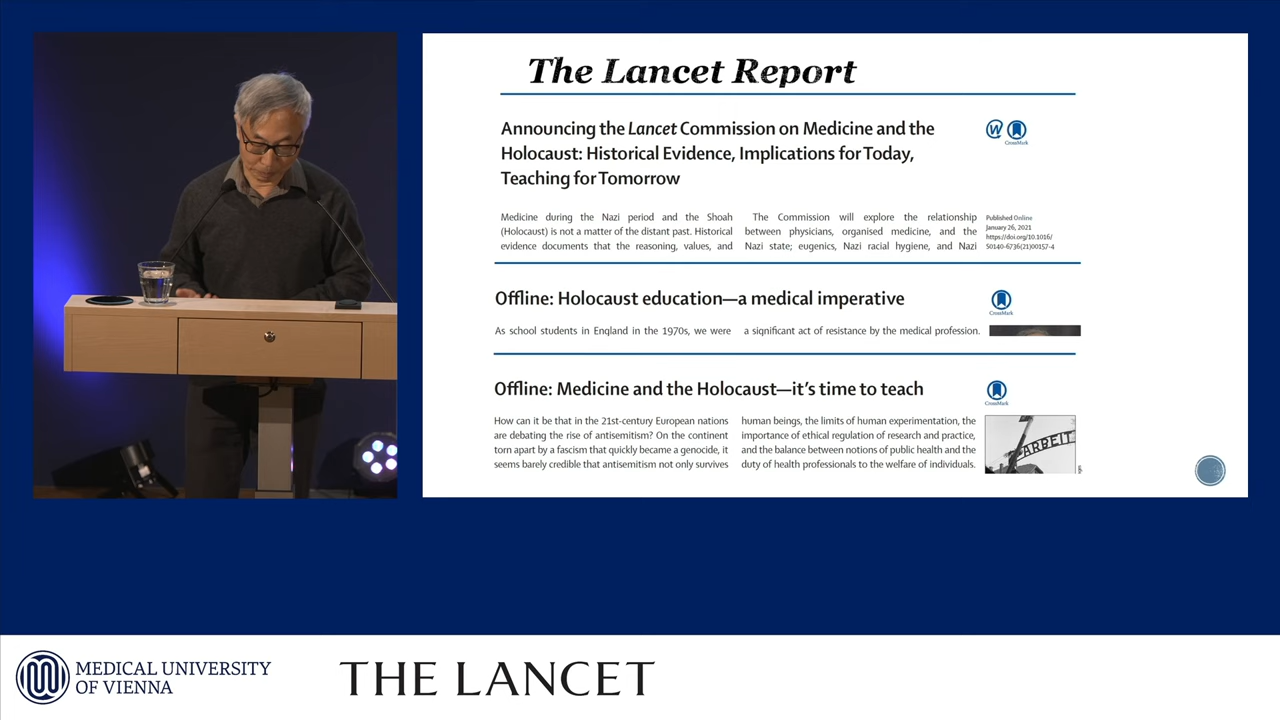 The Lancet Report
Announcing the Lancet Commission on Medicine and the
Holocaust: Historical Evidence, Implications for Today,
Teaching for Tomorrow
W
CrossMark
Medicine during the Nazi period and the Shoah
(Holocaust) is not a matter of the distant past. Historical
evidence documents that the reasoning, values, and
The Commission will explore the relationship
between physicians, organised medicine, and the
Nazi state; eugenics, Nazi racial hygiene, and Nazi
Published Online
January 26, 2021
https://doi.org/10.1016/
S0140-6736(21)00157-4
Offline: Holocaust education—a medical imperative
CrossMark
As school students in England in the 1970s, we were
a significant act of resistance by the medical profession.
Offline: Medicine and the Holocaust—it's time to teach
CrossMark
How can it be that in the 21st-century European nations
are debating the rise of antisemitism? On the continent
torn apart by a fascism that quickly became a genocide, it
seems barely credible that antisemitism not only survives
human beings, the limits of human experimentation, the
importance of ethical regulation of research and practice,
and the balance between notions of public health and the
duty of health professionals to the welfare of individuals.
ARBEIT
MEDICAL UNIVERSITY
OF VIENNA
THE LANCET